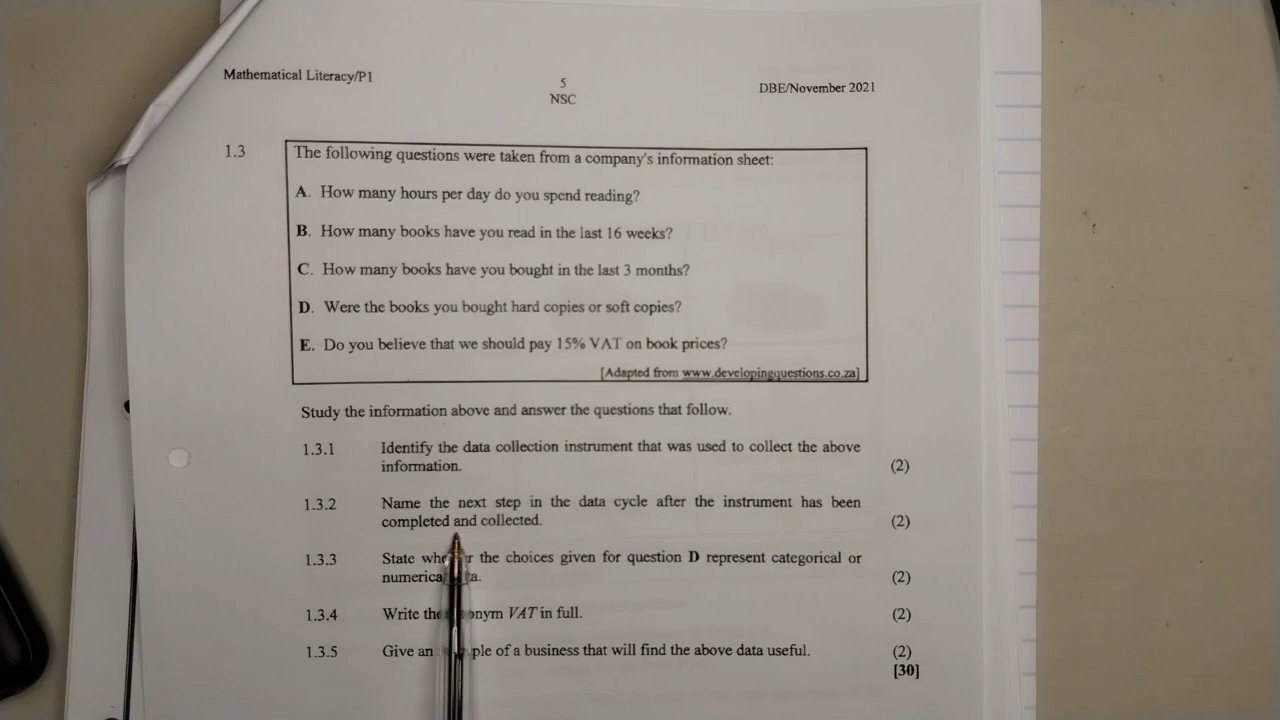 Mathematical Literacy/P1
5
NSC
DBE/November 2021
1.3
The following questions were taken from a company's information sheet:
A. How many hours per day do you spend reading?
B. How many books have you read in the last 16 weeks?
C. How many books have you bought in the last 3 months?
D. Were the books you bought hard copies or soft copies?
E. Do you believe that we should pay 15% VAT on book prices?
[Adapted from www.developingquestions.co.za]
Study the information above and answer the questions that follow.
1.3.1 Identify the data collection instrument that was used to collect the above
information. (2)
1.3.2 Name the next step in the data cycle after the instrument has been
completed and collected. (2)
1.3.3 State the choices given for question D represent categorical or
(2)
1.3.4 Write VAT in full. (2)
1.3.5 Give an of a business that will find the above data useful. (2)
[30]